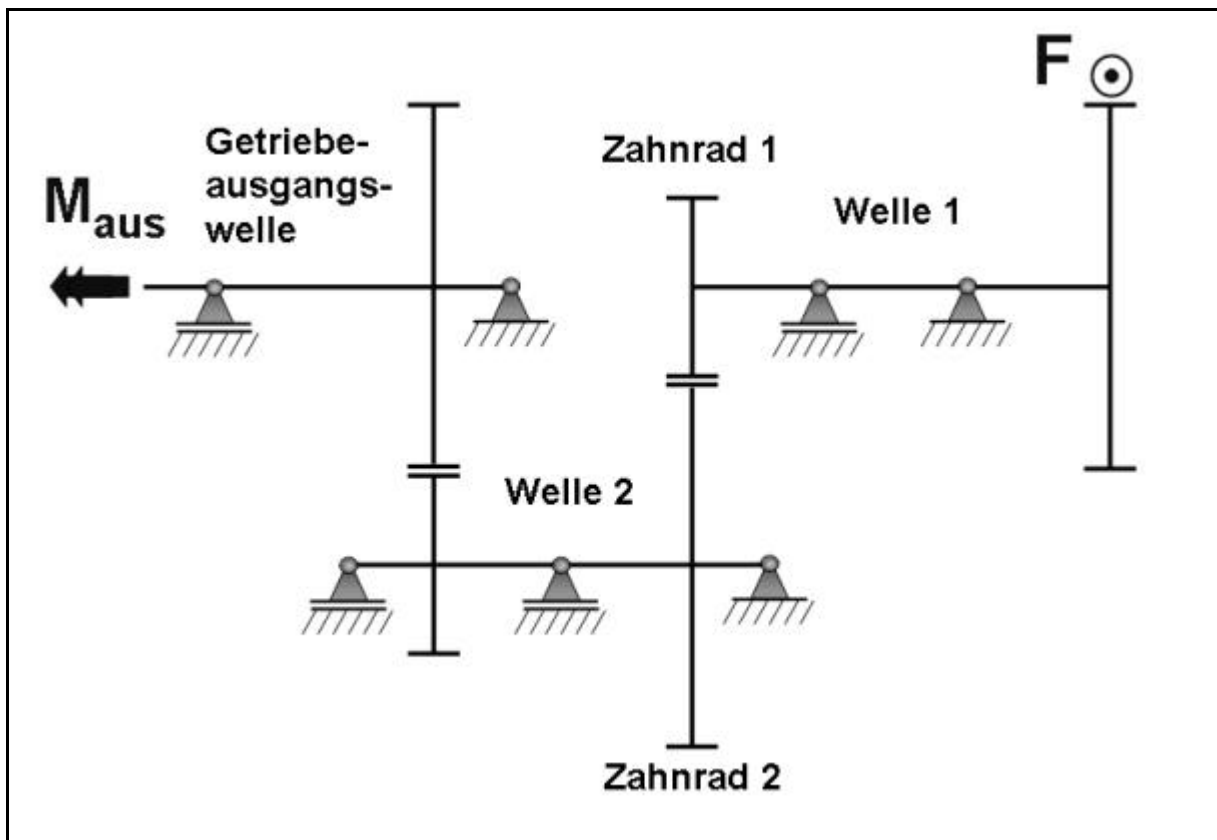 F
Getriebe-
ausgangs-
welle
Zahnrad 1
Welle 1
Maus
Welle 2
Zahnrad 2